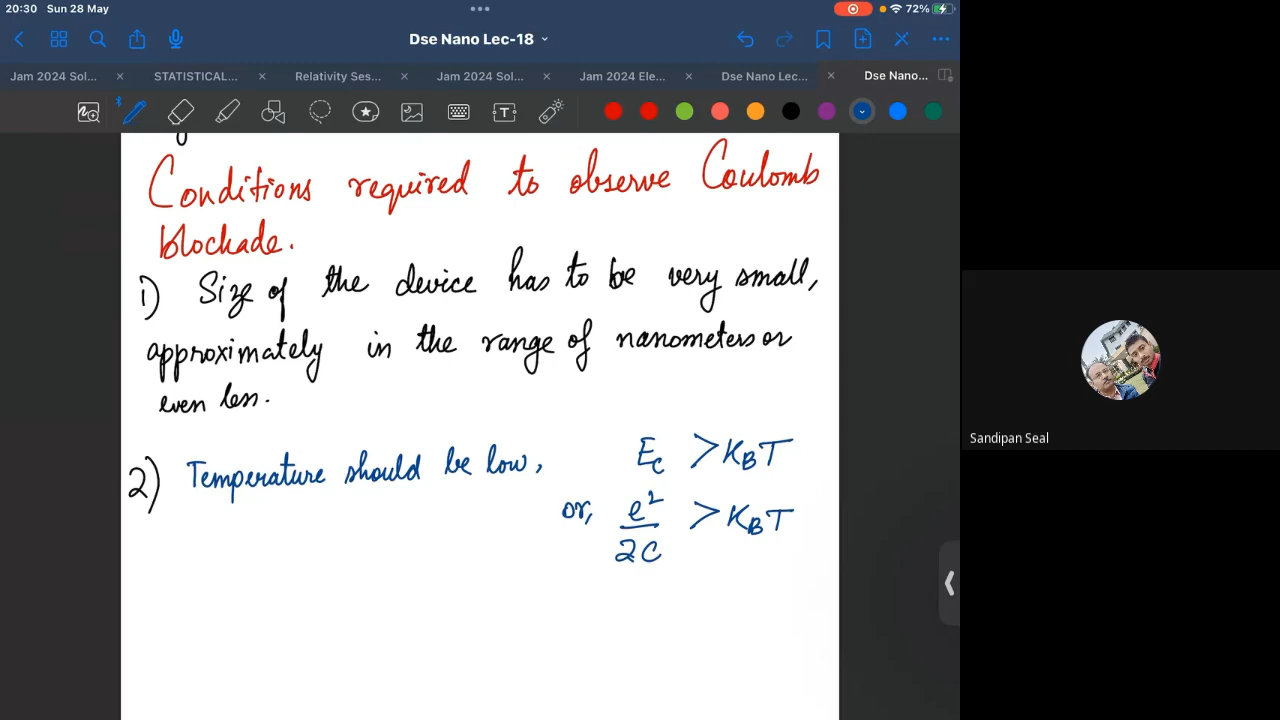 20:30 Sun 28 May
72%
Dse Nano Lec-18
Jam 2024 Sol...
STATISTICAL...
Relativity Ses...
Jam 2024 Sol...
Jam 2024 Ele...
Dse Nano Lec...
Dse Nano...
Conditions required to observe Coulomb
blockade.
1) Size of the device has to be very small,
approximately in the range of nanometers or
even less.
2) Temperature should be low, E_C > K_B T
or, e²/2C > K_B T
Sandipan Seal